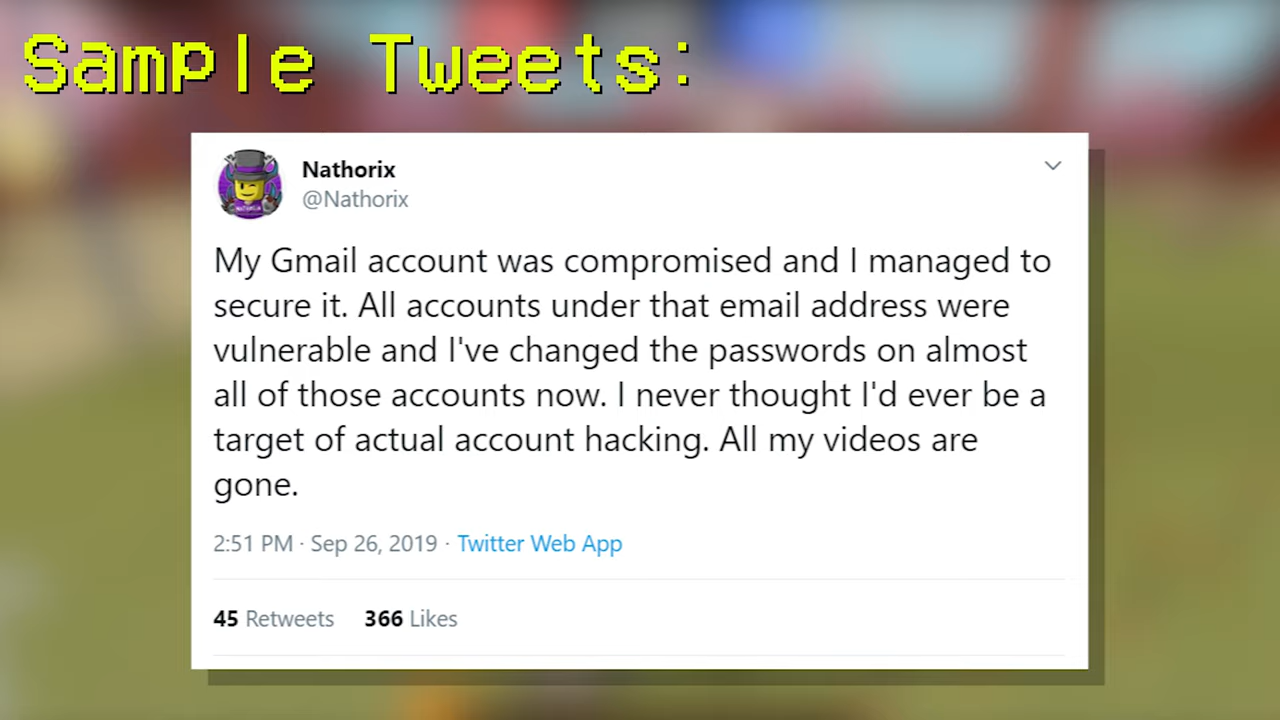 Sample Tweets:
Nathorix
@Nathorix
My Gmail account was compromised and I managed to
secure it. All accounts under that email address were
vulnerable and I've changed the passwords on almost
all of those accounts now. I never thought I'd ever be a
target of actual account hacking. All my videos are
gone.
2:51 PM · Sep 26, 2019 · Twitter Web App
45 Retweets 366 Likes